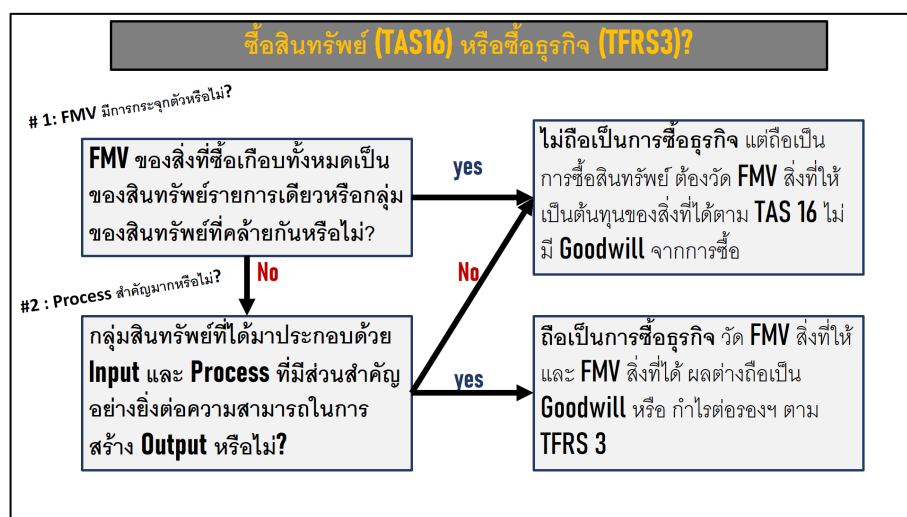 ซื้อสินทรัพย์ (TAS16) หรือซื้อธุรกิจ (TFRS3)?
# 1: FMV มีการกระจุกตัวหรือไม่?
FMV ของสิ่งที่ซื้อเกือบทั้งหมดเป็น
ของสินทรัพย์รายการเดียวหรือกลุ่ม
ของสินทรัพย์ที่คล้ายกันหรือไม่?
yes
ไม่ถือเป็นการซื้อธุรกิจ แต่ถือเป็น
การซื้อสินทรัพย์ ต้องวัด FMV สิ่งที่ให้
เป็นต้นทุนของสิ่งที่ได้ตาม TAS 16 ไม่
มี Goodwill จากการซื้อ
No
No
#2 : Process สำคัญมากหรือไม่?
กลุ่มสินทรัพย์ที่ได้มาประกอบด้วย
Input และ Process ที่มีส่วนสำคัญ
อย่างยิ่งต่อความสามารถในการ
สร้าง Output หรือไม่?
yes
ถือเป็นการซื้อธุรกิจ วัด FMV สิ่งที่ให้
และ FMV สิ่งที่ได้ ผลต่างถือเป็น
Goodwill หรือ กำไรต่อรองฯ ตาม
TFRS 3